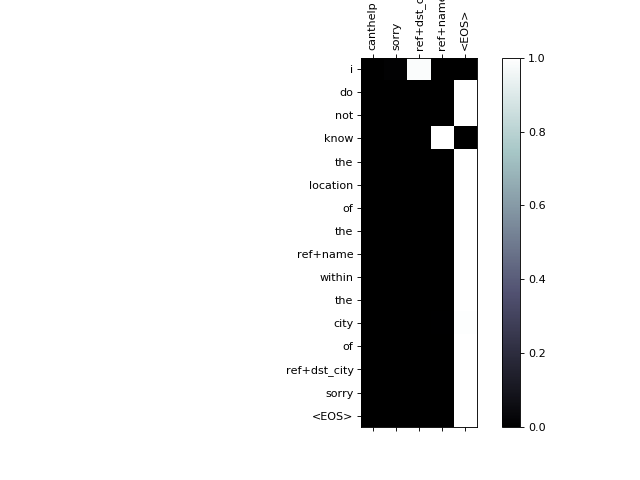 canthelp
sorry
ref+dst_c
ref+name
<EOS>
i
do
not
know
the
location
of
the
ref+name
within
the
city
of
ref+dst_city
sorry
<EOS>
1.0
0.8
0.6
0.4
0.2
0.0